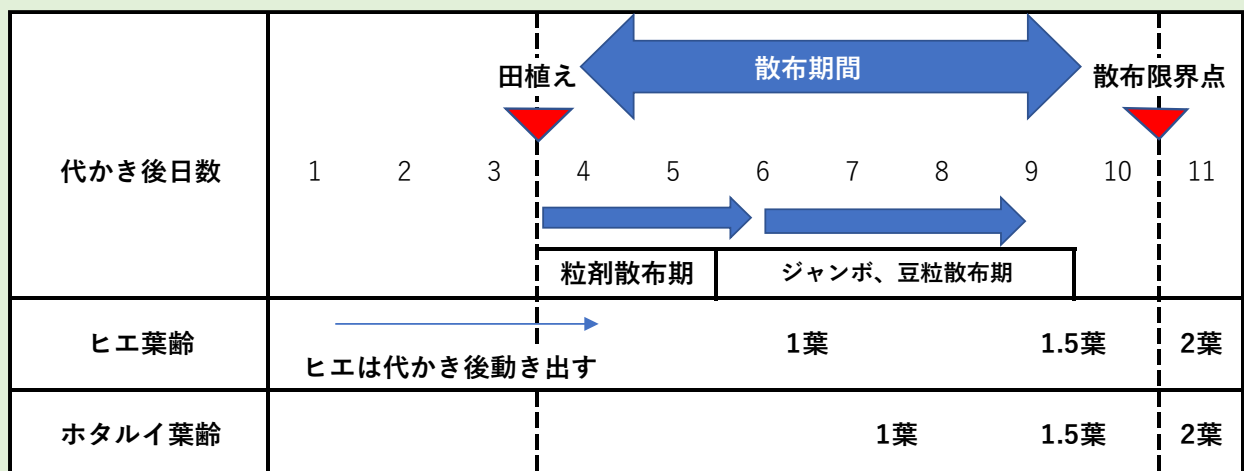 散布期間
田植え
散布限界点
代かき後日数
1 2 3 4 5 6 7 8 9 10 11
粒剤散布期
ジャンボ、豆粒散布期
ヒエ葉齢
1葉 1.5葉 2葉
ヒエは代かき後動き出す
ホタルイ葉齢
1葉 1.5葉 2葉